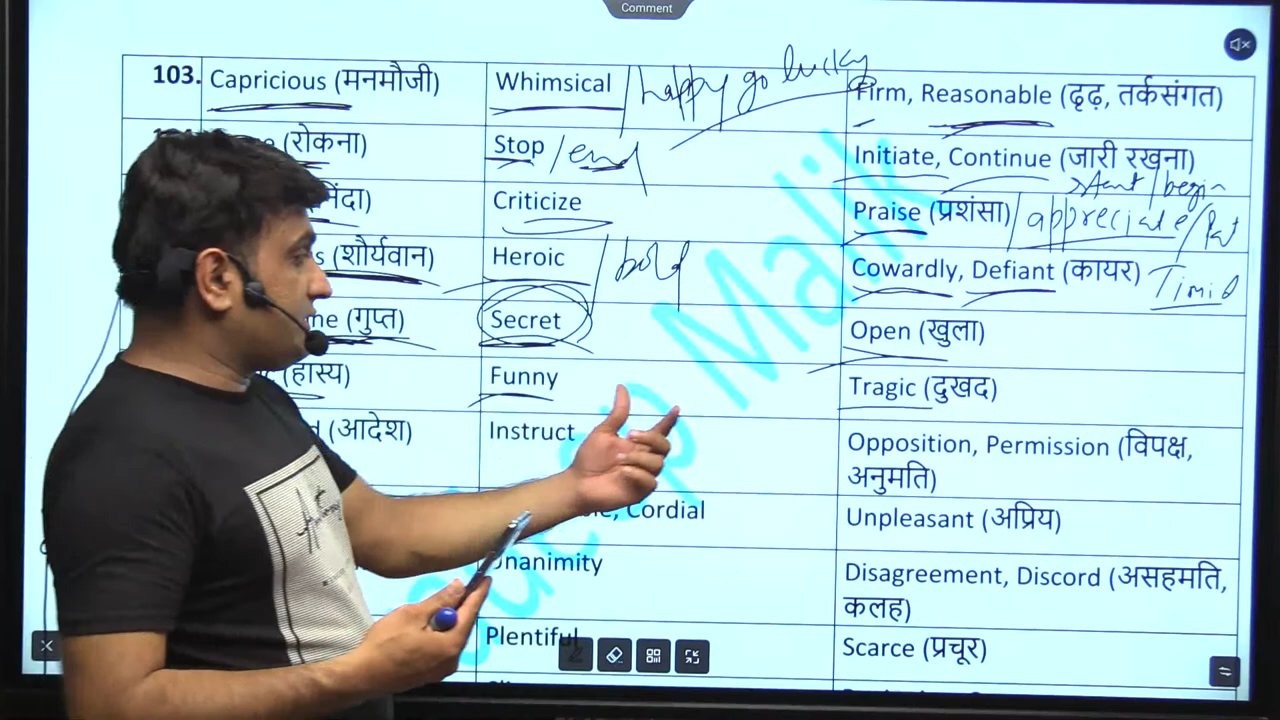 Comment
103. Capricious (मनमौजी) Whimsical / happy go lucky Firm, Reasonable (दृढ़, तर्कसंगत)
(रोकना) Stop / end Initiate, Continue (जारी रखना)
start / begin
Criticize Praise (प्रशंसा) / appreciate / Pat
(शौर्यवान) Heroic / bold Cowardly, Defiant (कायर) Timid
(गुप्त) Secret Open (खुला)
(हास्य) Funny Tragic (दुखद)
(आदेश) Instruct Opposition, Permission (विपक्ष,
अनुमति)
Cordial Unpleasant (अप्रिय)
Unanimity Disagreement, Discord (असहमति,
कलह)
Plentiful Scarce (प्रचूर)
Malik